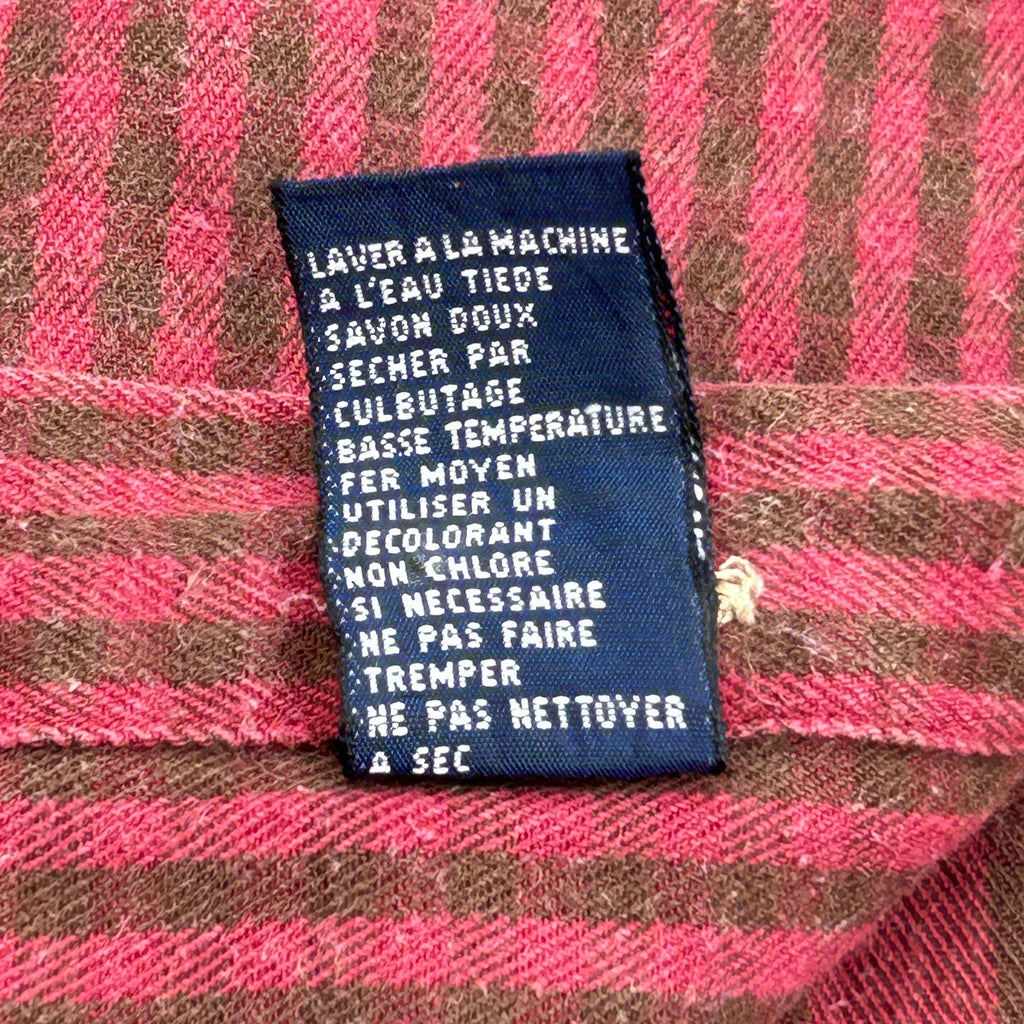 LAVER A LA MACHINE
A L'EAU TIEDE
SAVON DOUX
SECHER PAR
CULBUTAGE
BASSE TEMPERATURE
FER MOYEN
UTILISER UN
DECOLORANT
NON CHLORE
SI NECESSAIRE
NE PAS FAIRE
TREMPER
NE PAS NETTOYER
A SEC